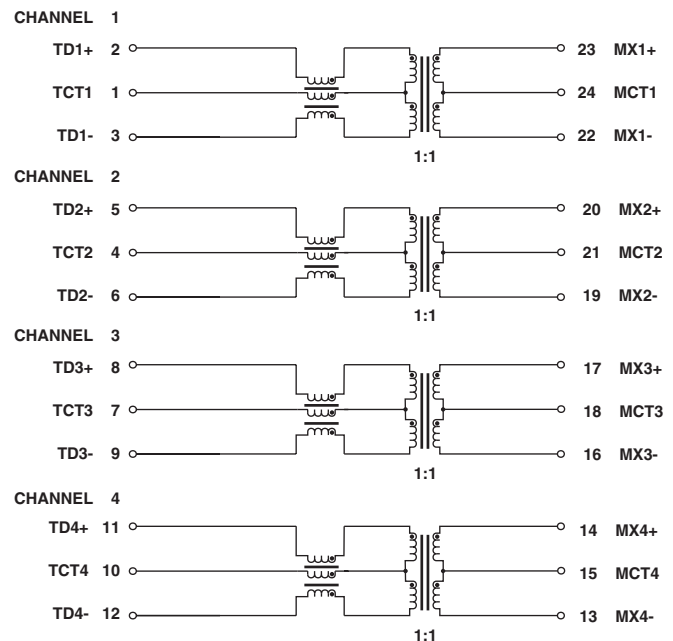 CHANNEL 1
TD1+ 2 23 MX1+
TCT1 1 24 MCT1
TD1- 3 22 MX1-
1:1
CHANNEL 2
TD2+ 5 20 MX2+
TCT2 4 21 MCT2
TD2- 6 19 MX2-
1:1
CHANNEL 3
TD3+ 8 17 MX3+
TCT3 7 18 MCT3
TD3- 9 16 MX3-
1:1
CHANNEL 4
TD4+ 11 14 MX4+
TCT4 10 15 MCT4
TD4- 12 13 MX4-
1:1